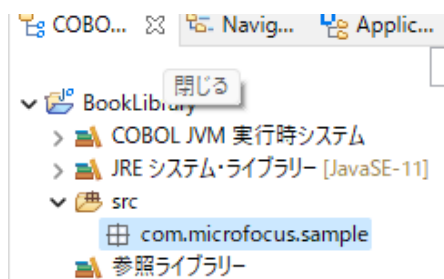 COBO... Navig... Applic...
閉じる
BookLibrary
COBOL JVM 実行時システム
JRE システム・ライブラリー [JavaSE-11]
src
com.microfocus.sample
参照ライブラリー